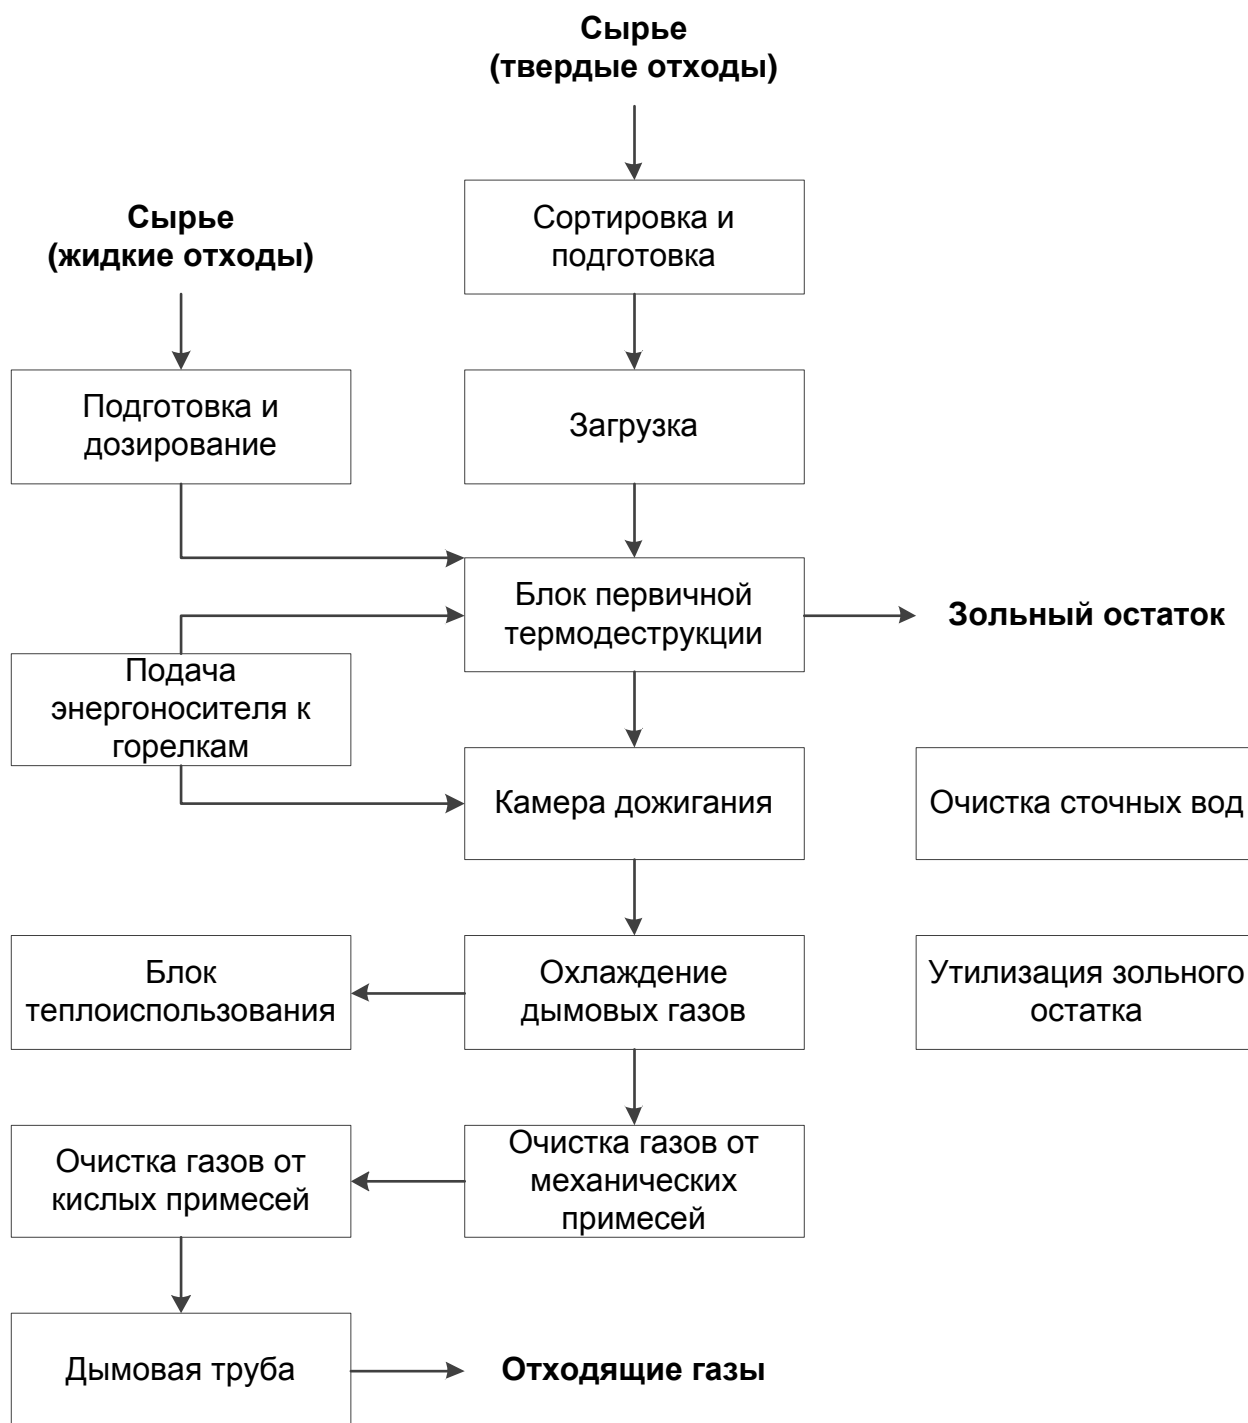 Сырье
(твердые отходы)
Сортировка и
подготовка
Сырье
(жидкие отходы)
Подготовка и
дозирование
Загрузка
Блок первичной
термодеструкции
Зольный остаток
Подача
энергоносителя к
горелкам
Камера дожигания
Очистка сточных вод
Блок
теплоиспользования
Охлаждение
дымовых газов
Утилизация зольного
остатка
Очистка газов от
кислых примесей
Очистка газов от
механических
примесей
Дымовая труба
Отходящие газы